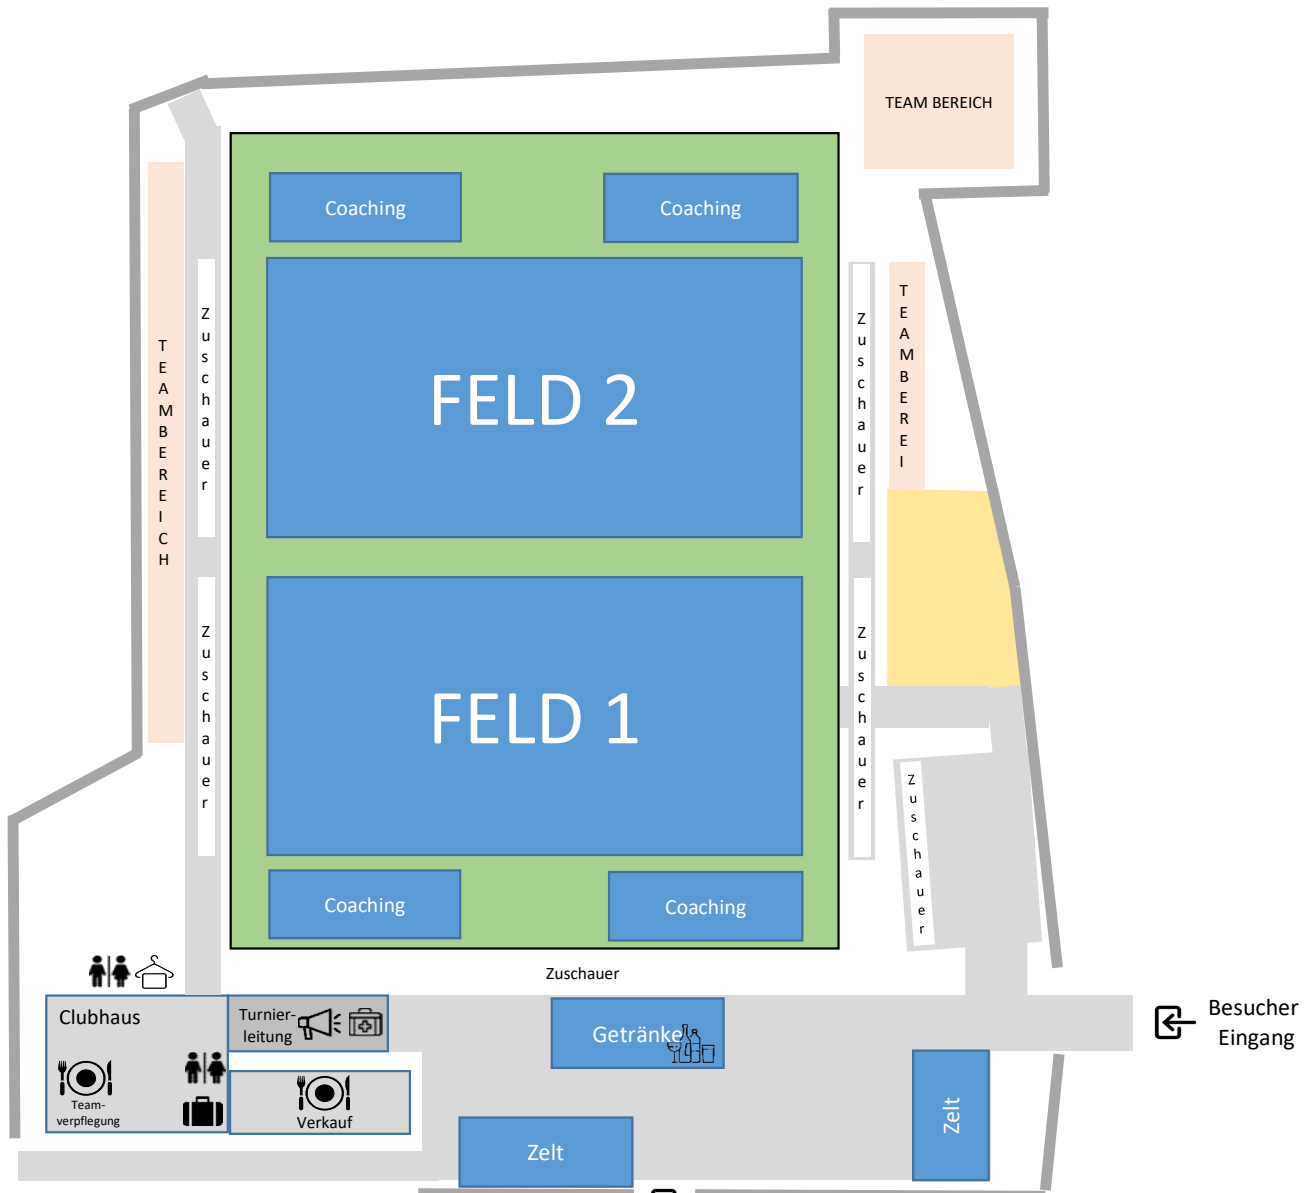 TEAM BEREICH
Coaching
Coaching
TEAMBEREICH
Zuschauer
FELD 2
Zuschauer
TEAMBEREI
Zuschauer
FELD 1
Zuschauer
Zuschauer
Coaching
Coaching
Zuschauer
Clubhaus
Turnier-
leitung
Getränke
Besucher
Eingang
Team-
verpflegung
Verkauf
Zelt
Zelt